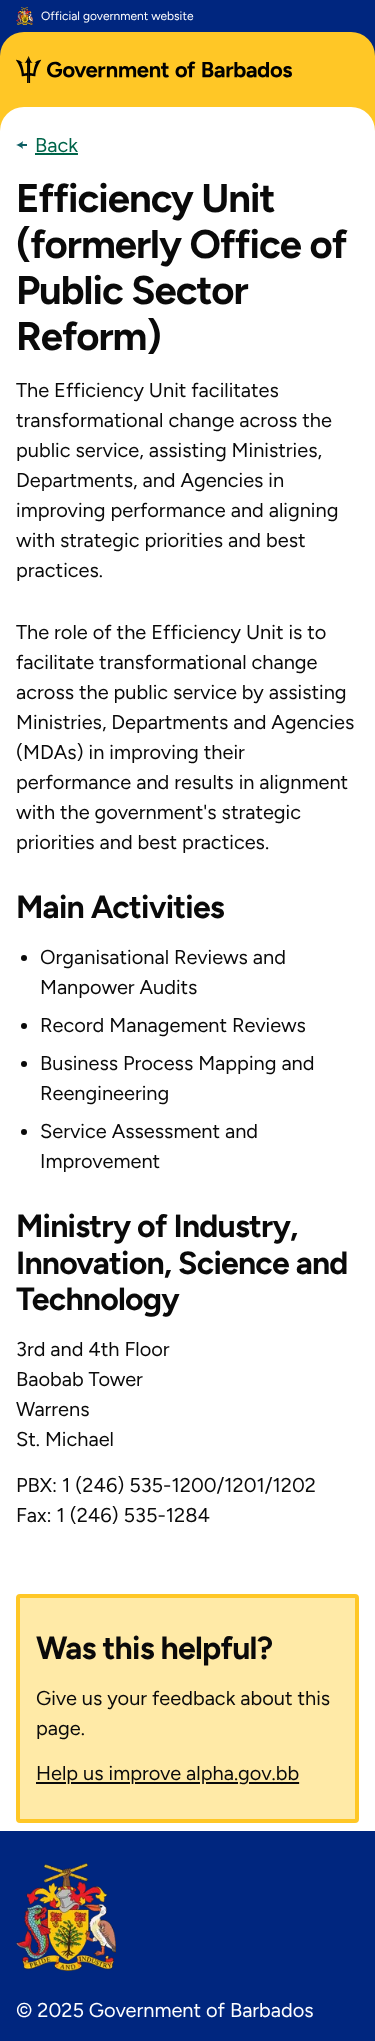 Official government website
Government of Barbados
Back
Efficiency Unit
(formerly Office of
Public Sector
Reform)
The Efficiency Unit facilitates
transformational change across the
public service, assisting Ministries,
Departments, and Agencies in
improving performance and aligning
with strategic priorities and best
practices.
The role of the Efficiency Unit is to
facilitate transformational change
across the public service by assisting
Ministries, Departments and Agencies
(MDAs) in improving their
performance and results in alignment
with the government's strategic
priorities and best practices.
Main Activities
• Organisational Reviews and
Manpower Audits
• Record Management Reviews
• Business Process Mapping and
Reengineering
• Service Assessment and
Improvement
Ministry of Industry,
Innovation, Science and
Technology
3rd and 4th Floor
Baobab Tower
Warrens
St. Michael
PBX: 1 (246) 535-1200/1201/1202
Fax: 1 (246) 535-1284
Was this helpful?
Give us your feedback about this
page.
Help us improve alpha.gov.bb
PRIDE AND INDUSTRY
© 2025 Government of Barbados